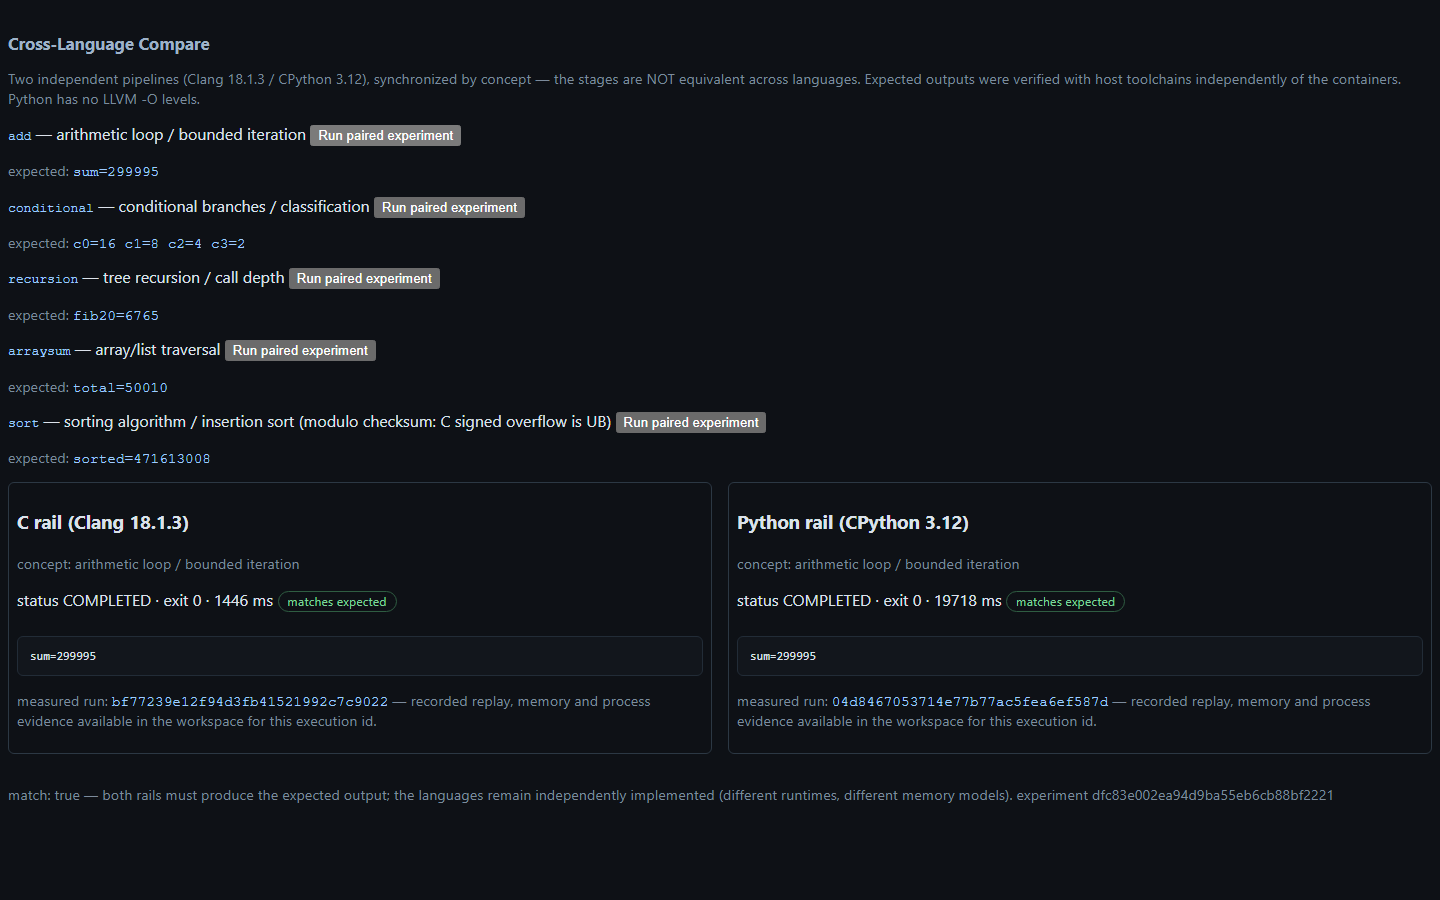 Cross-Language Compare
Two independent pipelines (Clang 18.1.3 / CPython 3.12), synchronized by concept — the stages are NOT equivalent across languages. Expected outputs were verified with host toolchains independently of the containers.
Python has no LLVM -O levels.
add — arithmetic loop / bounded iteration Run paired experiment
expected: sum=299995
conditional — conditional branches / classification Run paired experiment
expected: c0=16 c1=8 c2=4 c3=2
recursion — tree recursion / call depth Run paired experiment
expected: fib20=6765
arraysum — array/list traversal Run paired experiment
expected: total=50010
sort — sorting algorithm / insertion sort (modulo checksum: C signed overflow is UB) Run paired experiment
expected: sorted=471613008
C rail (Clang 18.1.3)
concept: arithmetic loop / bounded iteration
status COMPLETED · exit 0 · 1446 ms matches expected
sum=299995
measured run: bf77239e12f94d3fb41521992c7c9022 — recorded replay, memory and process
evidence available in the workspace for this execution id.
Python rail (CPython 3.12)
concept: arithmetic loop / bounded iteration
status COMPLETED · exit 0 · 19718 ms matches expected
sum=299995
measured run: 04d8467053714e77b77ac5fea6ef587d — recorded replay, memory and process
evidence available in the workspace for this execution id.
match: true — both rails must produce the expected output; the languages remain independently implemented (different runtimes, different memory models). experiment dfc83e002ea94d9ba55eb6cb88bf2221